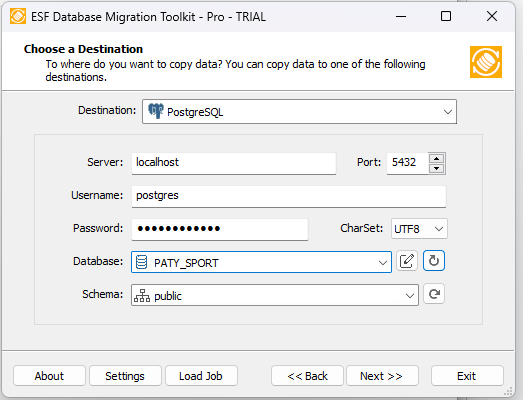 ESF Database Migration Toolkit - Pro - TRIAL
Choose a Destination
To where do you want to copy data? You can copy data to one of the following
destinations.
Destination: PostgreSQL
Server: localhost Port: 5432
Username: postgres
Password: ●●●●●●●●●●●● CharSet: UTF8
Database: PATY_SPORT
Schema: public
About Settings Load Job << Back Next >> Exit